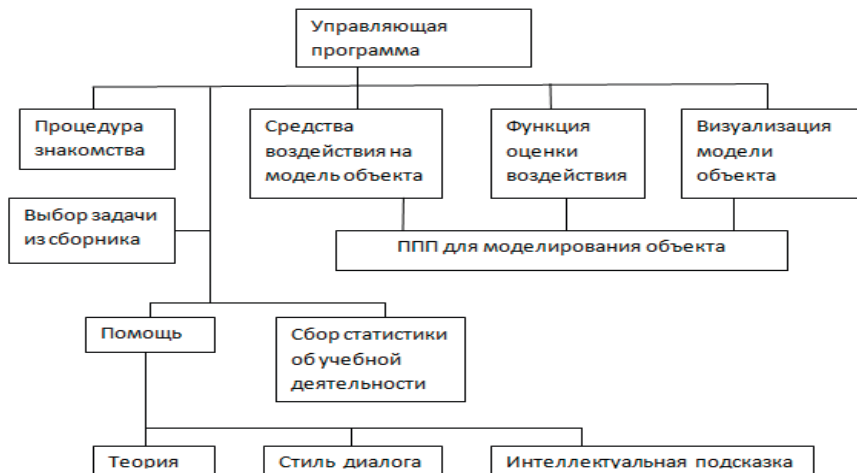 Управляющая
программа
Процедура
знакомства
Средства
воздействия на
модель объекта
Функция
оценки
воздействия
Визуализация
модели
объекта
Выбор задачи
из сборника
ППП для моделирования объекта
Помощь
Сбор статистики
об учебной
деятельности
Теория
Стиль диалога
Интеллектуальная подсказка